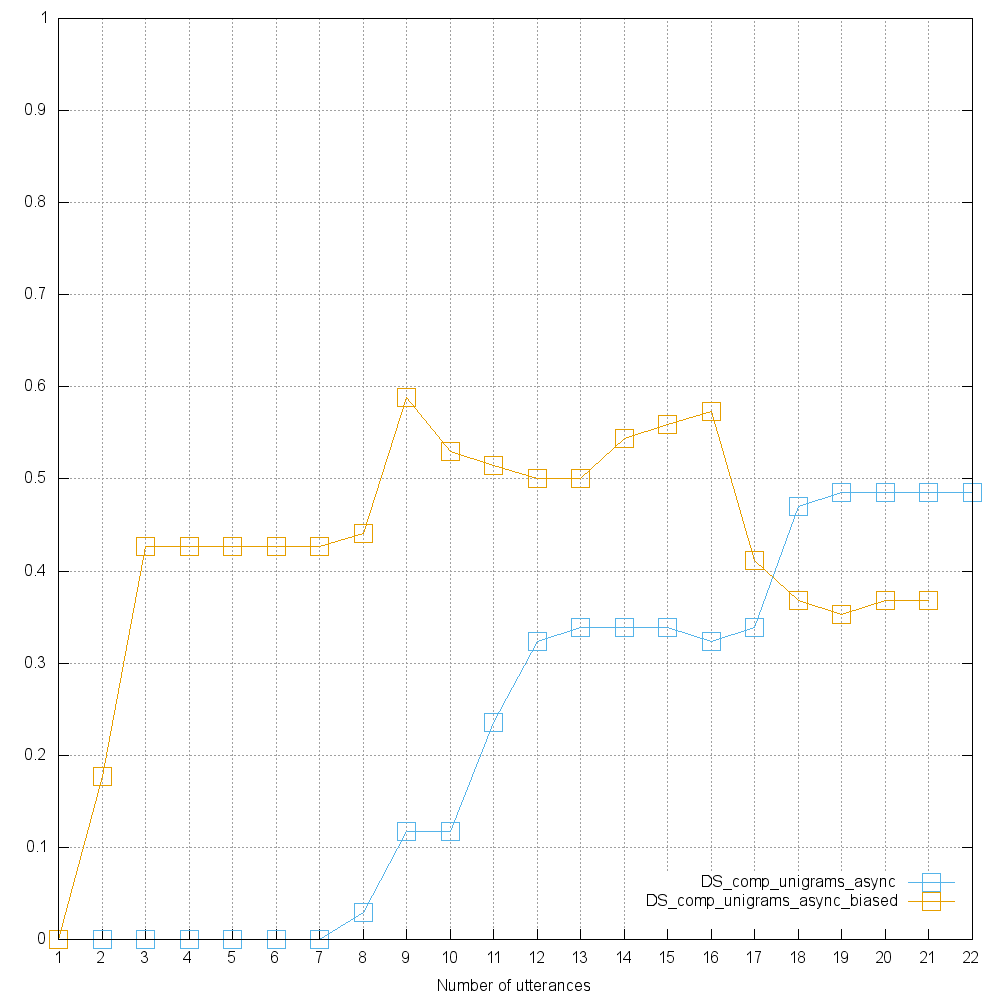 1
0.9
0.8
0.7
0.6
0.5
0.4
0.3
0.2
0.1
0
DS_comp_unigrams_async
DS_comp_unigrams_async_biased
1 2 3 4 5 6 7 8 9 10 11 12 13 14 15 16 17 18 19 20 21 22
Number of utterances